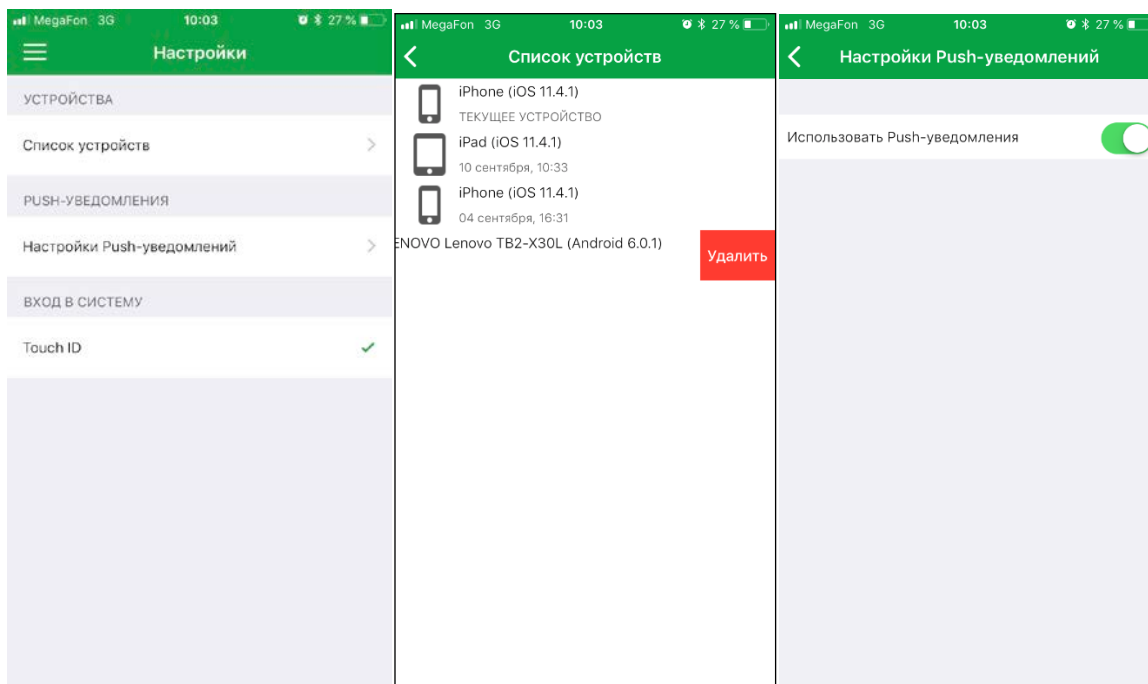 MegaFon 3G 10:03 27 %
Настройки
УСТРОЙСТВА
Список устройств
PUSH-УВЕДОМЛЕНИЯ
Настройки Push-уведомлений
ВХОД В СИСТЕМУ
Touch ID
MegaFon 3G 10:03 27 %
Список устройств
iPhone (iOS 11.4.1)
ТЕКУЩЕЕ УСТРОЙСТВО
iPad (iOS 11.4.1)
10 сентября, 10:33
iPhone (iOS 11.4.1)
04 сентября, 16:31
ENOVO Lenovo TB2-X30L (Android 6.0.1)
Удалить
MegaFon 3G 10:03 27 %
Настройки Push-уведомлений
Использовать Push-уведомления